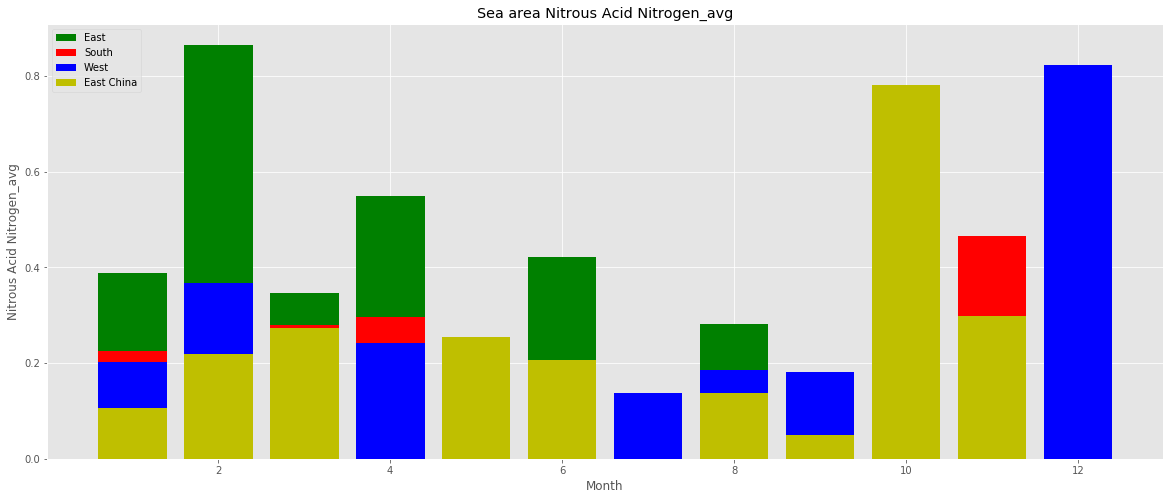 Sea area Nitrous Acid Nitrogen_avg
East
South
West
East China
Nitrous Acid Nitrogen_avg
0.8
0.6
0.4
0.2
0.0
2 4 6 8 10 12
Month